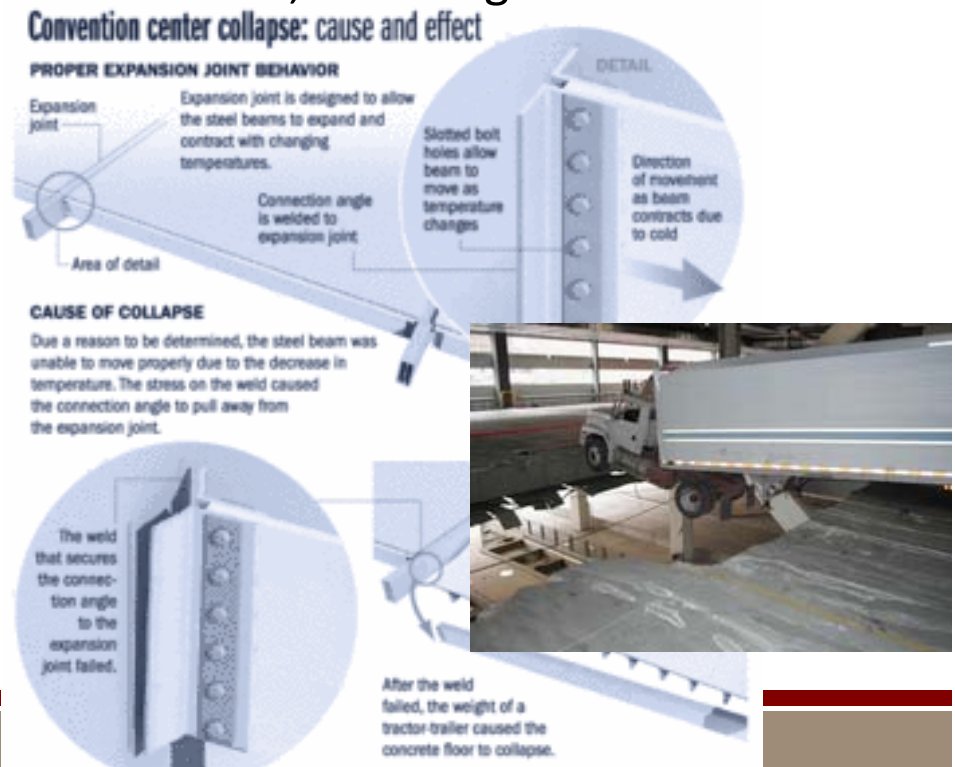 Convention center collapse: cause and effect
PROPER EXPANSION JOINT BEHAVIOR
Expansion
joint
Expansion joint is designed to allow
the steel beams to expand and
contract with changing
temperatures.
Connection angle
is welded to
expansion joint
Area of detail
DETAIL
Slotted bolt
holes allow
beam to
move as
temperature
changes
Direction
of movement
as beam
contracts due
to cold
CAUSE OF COLLAPSE
Due a reason to be determined, the steel beam was
unable to move properly due to the decrease in
temperature. The stress on the weld caused
the connection angle to pull away from
the expansion joint.
The weld
that secures
the connec-
tion angle
to the
expansion
joint failed.
After the weld
failed, the weight of a
tractor-trailer caused the
concrete floor to collapse.